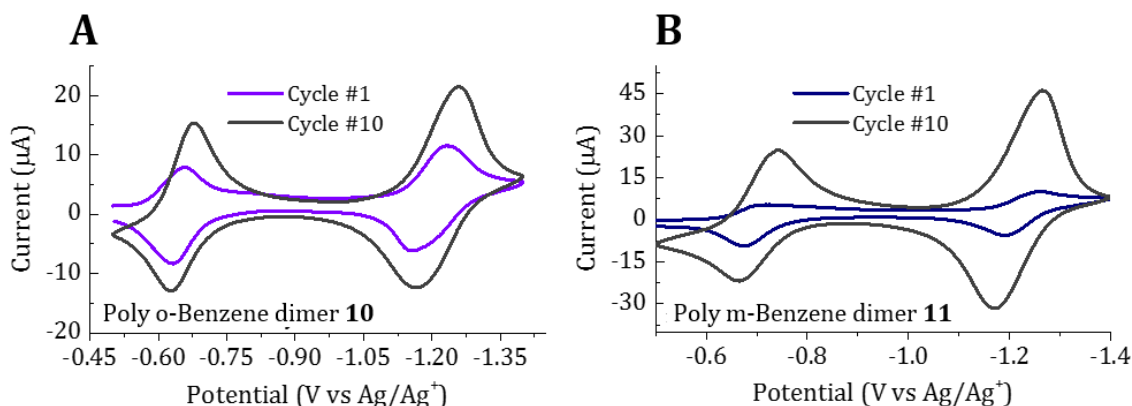 A
20
10
0
-10
-20
Current (µA)
Cycle #1
Cycle #10
Poly o-Benzene dimer 10
-0.45 -0.60 -0.75 -0.90 -1.05 -1.20 -1.35
Potential (V vs Ag/Ag⁺)
B
45
30
15
0
-15
-30
Current (µA)
Cycle #1
Cycle #10
Poly m-Benzene dimer 11
-0.6 -0.8 -1.0 -1.2 -1.4
Potential (V vs Ag/Ag⁺)